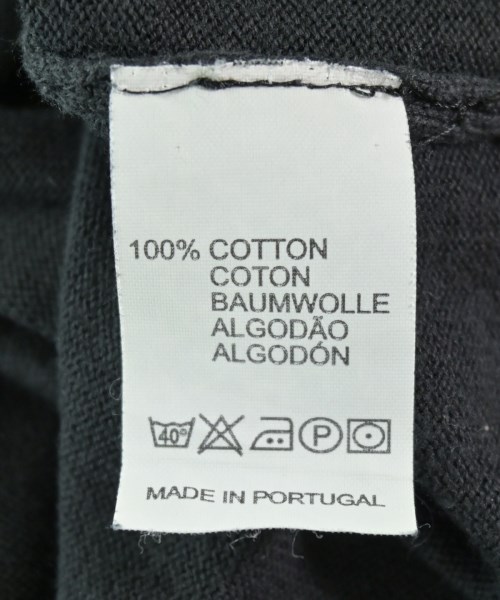 100% COTTON
COTON
BAUMWOLLE
ALGODÃO
ALGODÓN
40° P
MADE IN PORTUGAL